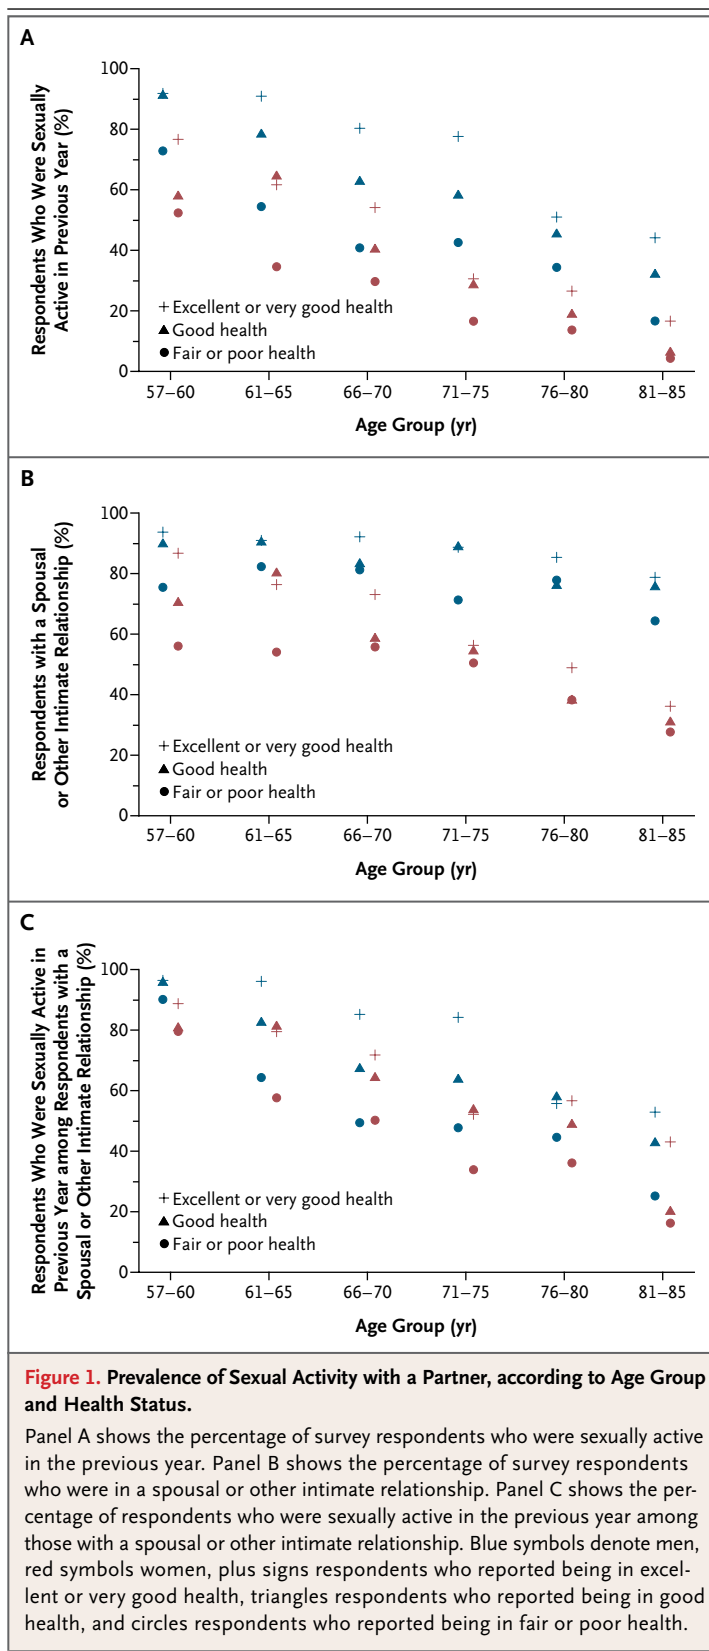 A
Respondents Who Were Sexually
Active in Previous Year (%)
100
80
60
40
20
0
+ Excellent or very good health
▲ Good health
● Fair or poor health
57–60 61–65 66–70 71–75 76–80 81–85
Age Group (yr)
B
Respondents with a Spousal
or Other Intimate Relationship (%)
100
80
60
40
20
0
+ Excellent or very good health
▲ Good health
● Fair or poor health
57–60 61–65 66–70 71–75 76–80 81–85
Age Group (yr)
C
Respondents Who Were Sexually Active in
Previous Year among Respondents with a
Spousal or Other Intimate Relationship (%)
100
80
60
40
20
0
+ Excellent or very good health
▲ Good health
● Fair or poor health
57–60 61–65 66–70 71–75 76–80 81–85
Age Group (yr)
Figure 1. Prevalence of Sexual Activity with a Partner, according to Age Group
and Health Status.
Panel A shows the percentage of survey respondents who were sexually active
in the previous year. Panel B shows the percentage of survey respondents
who were in a spousal or other intimate relationship. Panel C shows the per-
centage of respondents who were sexually active in the previous year among
those with a spousal or other intimate relationship. Blue symbols denote men,
red symbols women, plus signs respondents who reported being in excel-
lent or very good health, triangles respondents who reported being in good
health, and circles respondents who reported being in fair or poor health.